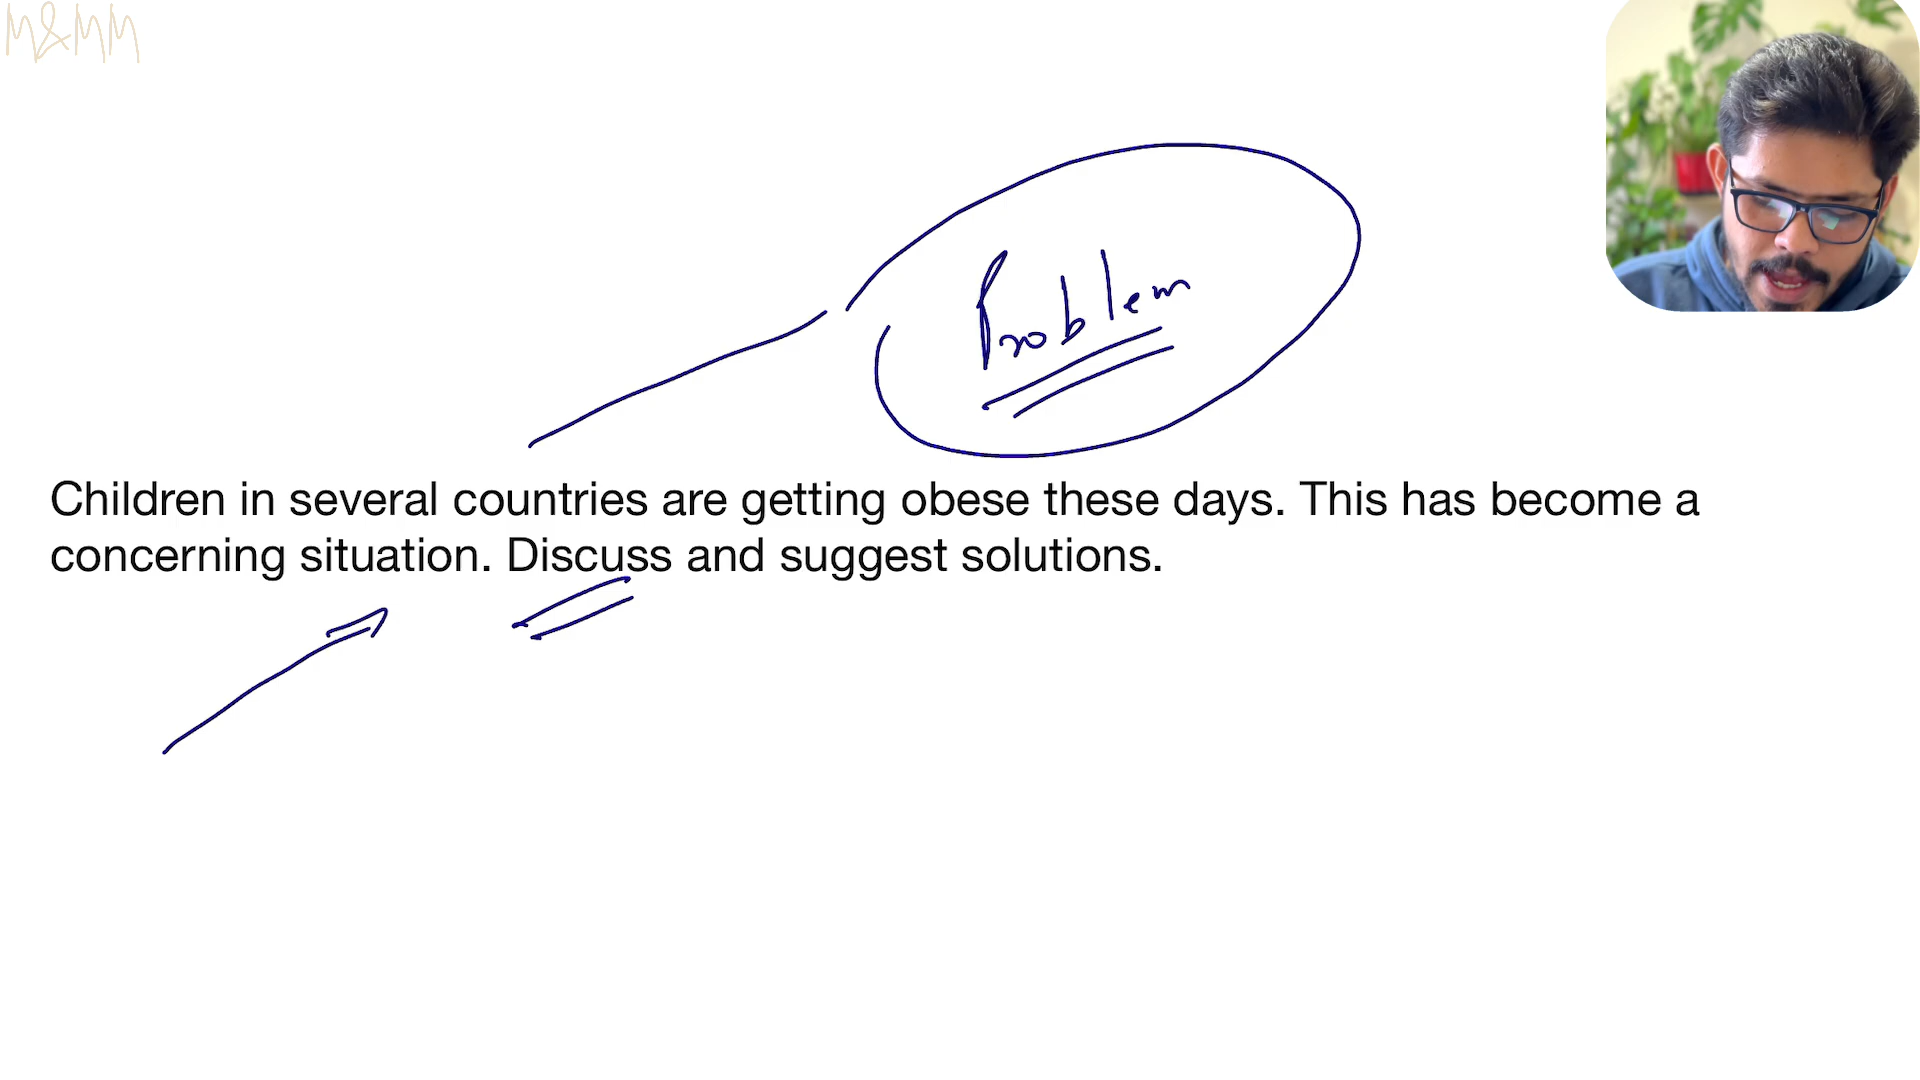 M&MM
Problem
Children in several countries are getting obese these days. This has become a
concerning situation. Discuss and suggest solutions.